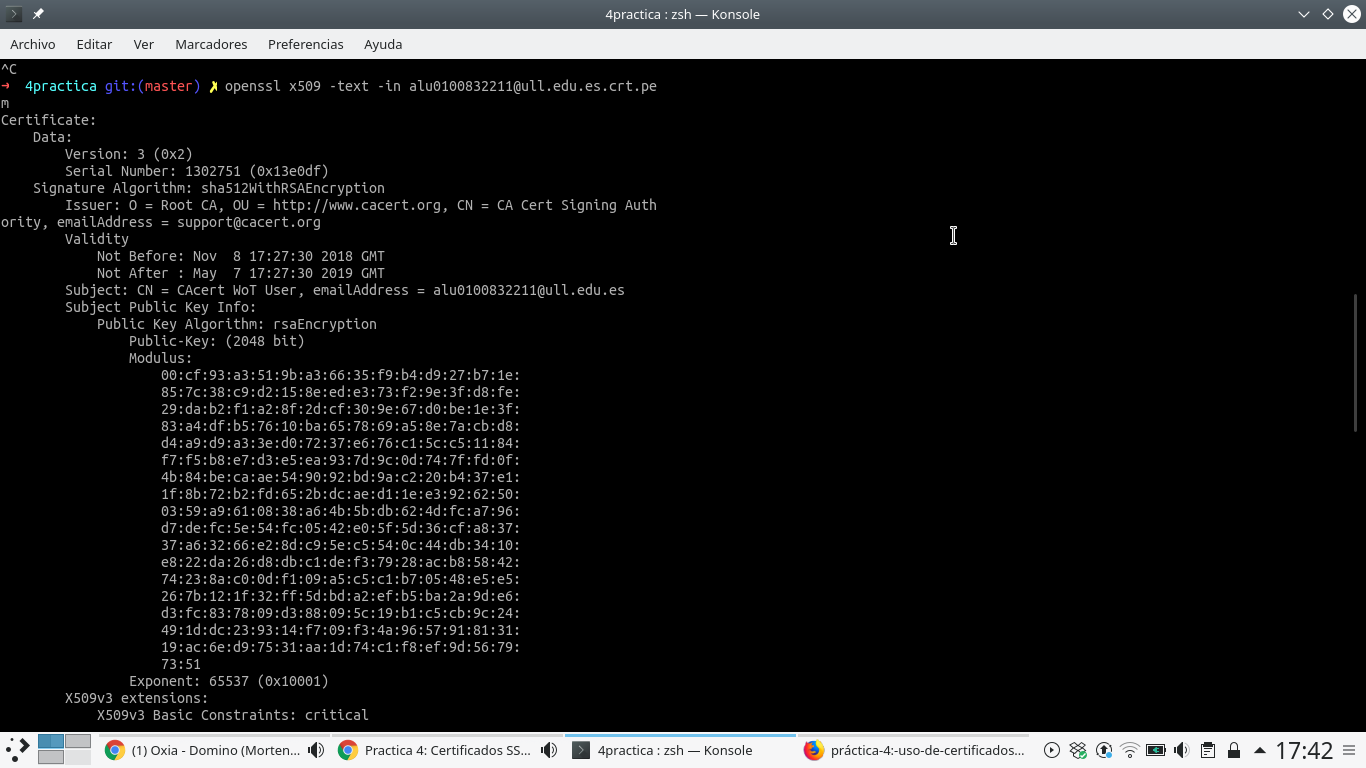 4practica : zsh — Konsole
Archivo Editar Ver Marcadores Preferencias Ayuda
^C
➜  4practica git:(master) ✗ openssl x509 -text -in alu0100832211@ull.edu.es.crt.pe
m
Certificate:
    Data:
        Version: 3 (0x2)
        Serial Number: 1302751 (0x13e0df)
    Signature Algorithm: sha512WithRSAEncryption
        Issuer: O = Root CA, OU = http://www.cacert.org, CN = CA Cert Signing Auth
ority, emailAddress = support@cacert.org
        Validity
            Not Before: Nov  8 17:27:30 2018 GMT
            Not After : May  7 17:27:30 2019 GMT
        Subject: CN = CAcert WoT User, emailAddress = alu0100832211@ull.edu.es
        Subject Public Key Info:
            Public Key Algorithm: rsaEncryption
                Public-Key: (2048 bit)
                Modulus:
                    00:cf:93:a3:51:9b:a3:66:35:f9:b4:d9:27:b7:1e:
                    85:7c:38:c9:d2:15:8e:ed:e3:73:f2:9e:3f:d8:fe:
                    29:da:b2:f1:a2:8f:2d:cf:30:9e:67:d0:be:1e:3f:
                    83:a4:df:b5:76:10:ba:65:78:69:a5:8e:7a:cb:d8:
                    d4:a9:d9:a3:3e:d0:72:37:e6:76:c1:5c:c5:11:84:
                    f7:f5:b8:e7:d3:e5:ea:93:7d:9c:0d:74:7f:fd:0f:
                    4b:84:be:ca:ae:54:90:92:bd:9a:c2:20:b4:37:e1:
                    1f:8b:72:b2:fd:65:2b:dc:ae:d1:1e:e3:92:62:50:
                    03:59:a9:61:08:38:a6:4b:5b:db:62:4d:fc:a7:96:
                    d7:de:fc:5e:54:fc:05:42:e0:5f:5d:36:cf:a8:37:
                    37:a6:32:66:e2:8d:c9:5e:c5:54:0c:44:db:34:10:
                    e8:22:da:26:d8:db:c1:de:f3:79:28:ac:b8:58:42:
                    74:23:8a:c0:0d:f1:09:a5:c5:c1:b7:05:48:e5:e5:
                    26:7b:12:1f:32:ff:5d:bd:a2:ef:b5:ba:2a:9d:e6:
                    d3:fc:83:78:09:d3:88:09:5c:19:b1:c5:cb:9c:24:
                    49:1d:dc:23:93:14:f7:09:f3:4a:96:57:91:81:31:
                    19:ac:6e:d9:75:31:aa:1d:74:c1:f8:ef:9d:56:79:
                    73:51
                Exponent: 65537 (0x10001)
        X509v3 extensions:
            X509v3 Basic Constraints: critical
(1) Oxia - Domino (Morten... Practica 4: Certificados SS... 4practica : zsh — Konsole práctica-4:-uso-de-certificados... 17:42